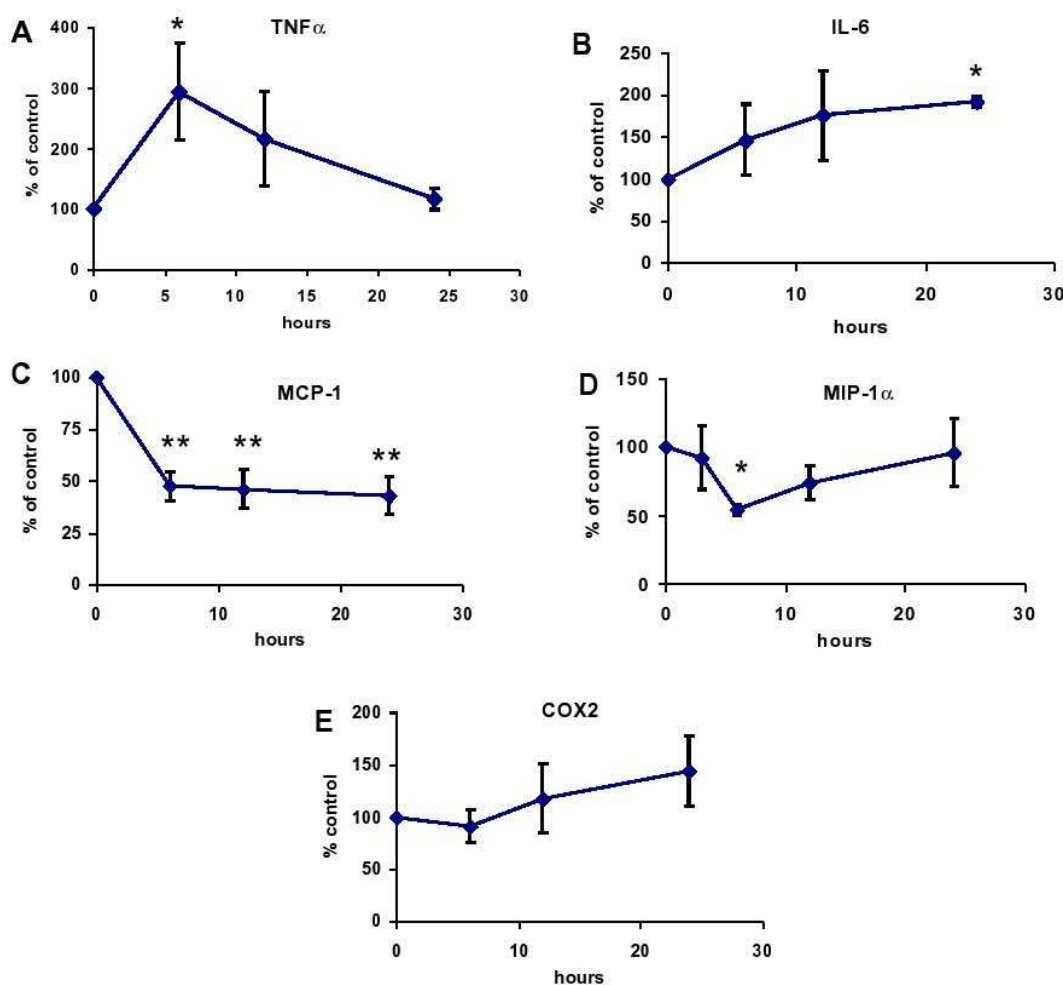 A
TNFα
*
% of control
400
300
200
100
0
0 5 10 15 20 25 30
hours
B
IL-6
*
% of control
250
200
150
100
50
0
0 10 20 30
hours
C
MCP-1
** ** **
% of control
100
75
50
25
0
0 10 20 30
hours
D
MIP-1α
*
% of control
150
100
50
0
0 10 20 30
hours
E
COX2
% control
200
150
100
50
0
0 10 20 30
hours